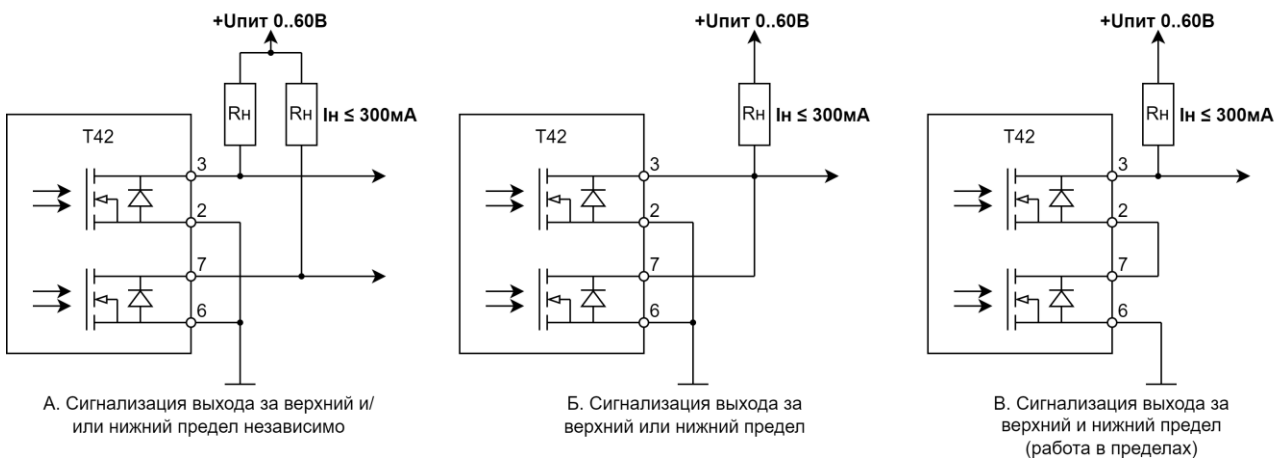 +Uпит 0..60В
Rн
Rн
Iн ≤ 300мА
T42
3
2
7
6
А. Сигнализация выхода за верхний и/
или нижний предел независимо
+Uпит 0..60В
Rн
Iн ≤ 300мА
T42
3
2
7
6
Б. Сигнализация выхода за
верхний или нижний предел
+Uпит 0..60В
Rн
Iн ≤ 300мА
T42
3
2
7
6
В. Сигнализация выхода за
верхний и нижний предел
(работа в пределах)